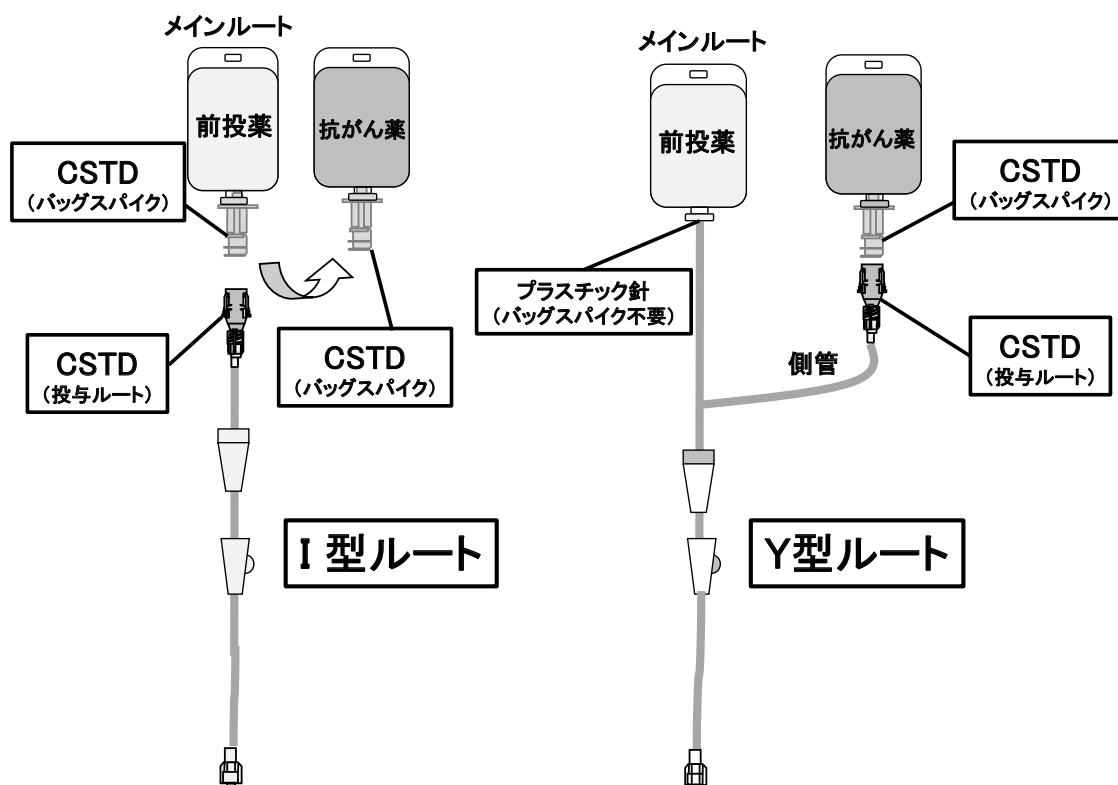 メインルート
前投薬
抗がん薬
CSTD
(バッグスパイク)
CSTD
(投与ルート)
CSTD
(バッグスパイク)
I 型ルート
メインルート
前投薬
抗がん薬
CSTD
(バッグスパイク)
プラスチック針
(バッグスパイク不要)
側管
CSTD
(投与ルート)
Y型ルート